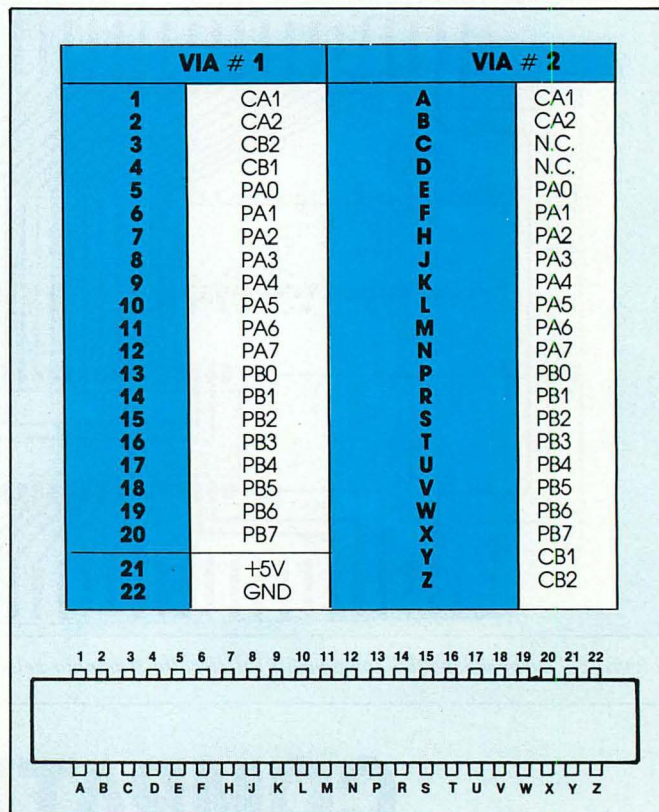 VIA # 1 VIA # 2
1 CA1 A CA1
2 CA2 B CA2
3 CB2 C N.C.
4 CB1 D N.C.
5 PA0 E PA0
6 PA1 F PA1
7 PA2 H PA2
8 PA3 J PA3
9 PA4 K PA4
10 PA5 L PA5
11 PA6 M PA6
12 PA7 N PA7
13 PB0 P PB0
14 PB1 R PB1
15 PB2 S PB2
16 PB3 T PB3
17 PB4 U PB4
18 PB5 V PB5
19 PB6 W PB6
20 PB7 X PB7
21 +5V Y CB1
22 GND Z CB2
1 2 3 4 5 6 7 8 9 10 11 12 13 14 15 16 17 18 19 20 21 22
A B C D E F H J K L M N P R S T U V W X Y Z